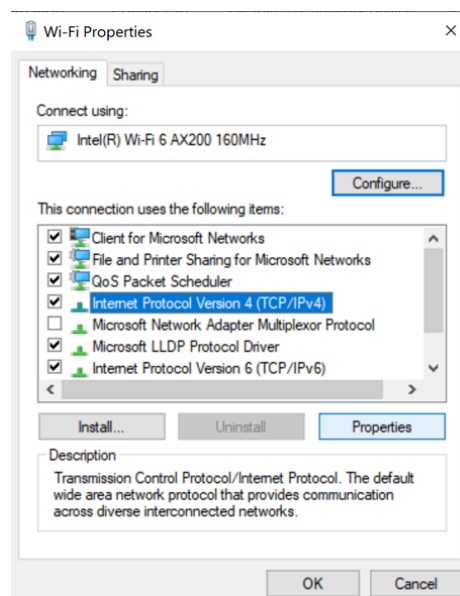 Wi-Fi Properties
Networking
Sharing
Connect using:
Intel(R) Wi-Fi 6 AX200 160MHz
Configure...
This connection uses the following items:
Client for Microsoft Networks
File and Printer Sharing for Microsoft Networks
QoS Packet Scheduler
Internet Protocol Version 4 (TCP/IPv4)
Microsoft Network Adapter Multiplexor Protocol
Microsoft LLDP Protocol Driver
Internet Protocol Version 6 (TCP/IPv6)
Install...
Uninstall
Properties
Description
Transmission Control Protocol/Internet Protocol. The default
wide area network protocol that provides communication
across diverse interconnected networks.
OK
Cancel